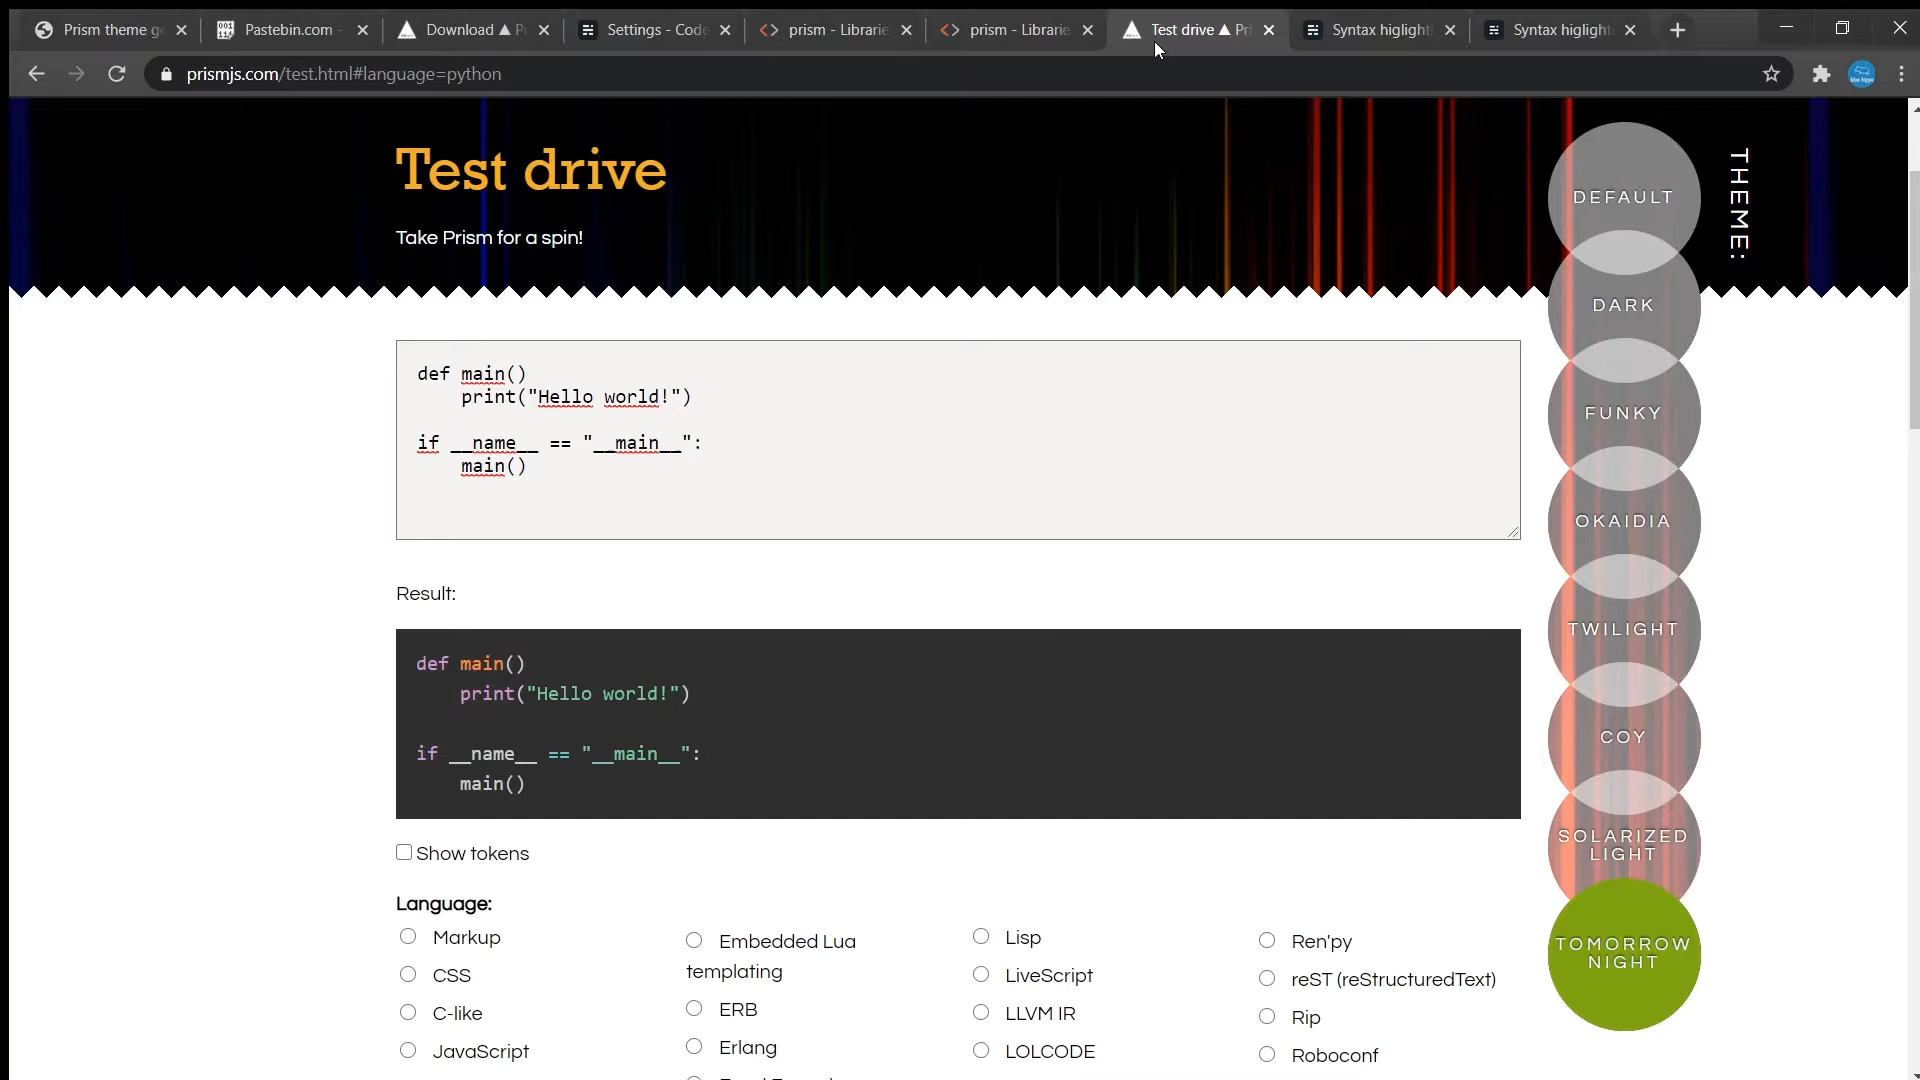 Prism theme ge
Pastebin.com -
Download ▲ P
Settings - Code
prism - Librarie
prism - Librarie
Test drive ▲ Pri
Syntax higlight
Syntax higlight
prismjs.com/test.html#language=python
Test drive
Take Prism for a spin!
THEME:
DEFAULT
DARK
FUNKY
OKAIDIA
TWILIGHT
COY
SOLARIZED
LIGHT
TOMORROW
NIGHT
def main()
    print("Hello world!")
if __name__ == "__main__":
    main()
Result:
def main()
    print("Hello world!")
if __name__ == "__main__":
    main()
Show tokens
Language:
Markup
CSS
C-like
JavaScript
Embedded Lua
templating
ERB
Erlang
Lisp
LiveScript
LLVM IR
LOLCODE
Ren'py
reST (reStructuredText)
Rip
Roboconf